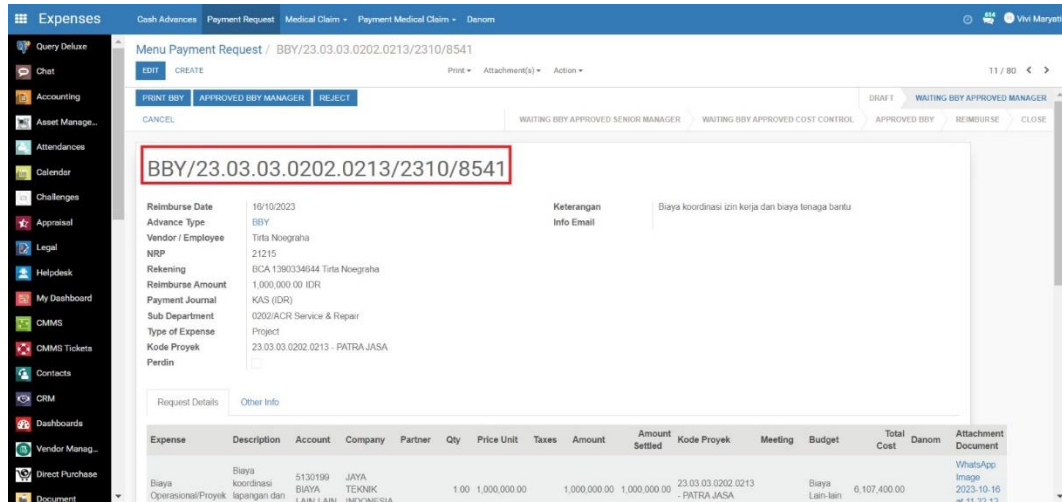 Expenses
Cash Advances Payment Request Medical Claim Payment Medical Claim Danom
614 Vivi Maryati
Query Deluxe
Chat
Accounting
Asset Manage...
Attendances
Calendar
Challenges
Appraisal
Legal
Helpdesk
My Dashboard
CMMS
CMMS Tickets
Contacts
CRM
Dashboards
Vendor Manag...
Direct Purchase
Document
Menu Payment Request / BBY/23.03.03.0202.0213/2310/8541
EDIT CREATE Print Attachment(s) Action 11 / 80
PRINT BBY APPROVED BBY MANAGER REJECT DRAFT WAITING BBY APPROVED MANAGER
CANCEL WAITING BBY APPROVED SENIOR MANAGER WAITING BBY APPROVED COST CONTROL APPROVED BBY REIMBURSE CLOSE
BBY/23.03.03.0202.0213/2310/8541
Reimburse Date 16/10/2023 Keterangan Biaya koordinasi izin kerja dan biaya tenaga bantu
Advance Type BBY Info Email
Vendor / Employee Tirta Noegraha
NRP 21215
Rekening BCA 1390334644 Tirta Noegraha
Reimburse Amount 1,000,000.00 IDR
Payment Journal KAS (IDR)
Sub Department 0202/ACR Service & Repair
Type of Expense Project
Kode Proyek 23.03.03.0202.0213 - PATRA JASA
Perdin
Request Details Other Info
Expense Description Account Company Partner Qty Price Unit Taxes Amount Amount Settled Kode Proyek Meeting Budget Total Cost Danom Attachment Document
Biaya Operasional/Proyek
Biaya koordinasi lapangan dan
5130199 BIAYA LAIN LAIN
JAYA TEKNIK INDONESIA
1.00 1,000,000.00 1,000,000.00 1,000,000.00
23.03.03.0202.0213 - PATRA JASA
Biaya Lain-lain
6,107,400.00
WhatsApp Image 2023-10-16